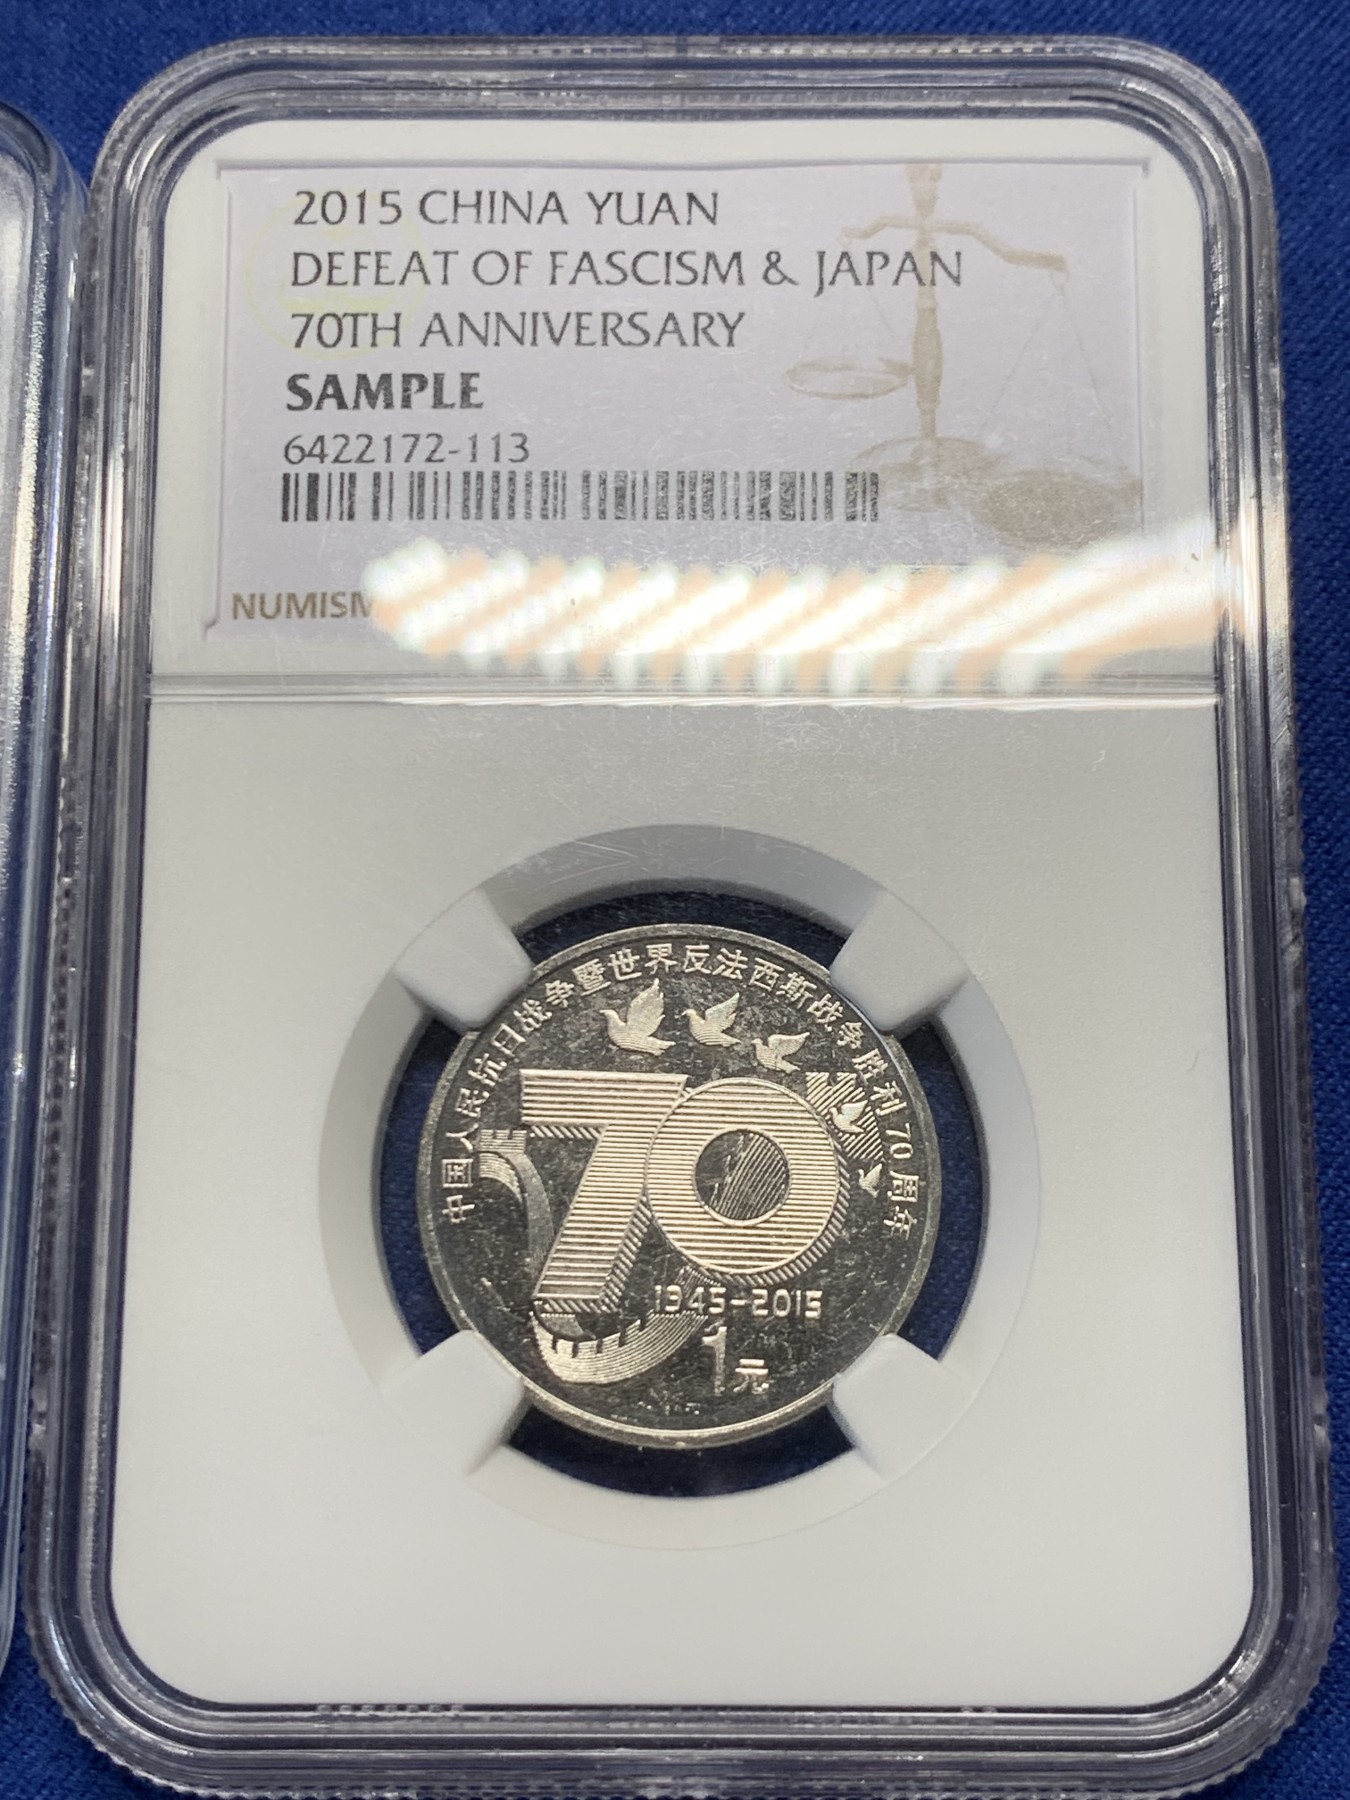 2015 CHINA YUAN
DEFEAT OF FASCISM & JAPAN
70TH ANNIVERSARY
SAMPLE
6422172-113
中国人民抗日战争暨世界反法西斯战争胜利70周年
70
1945-2015
1元